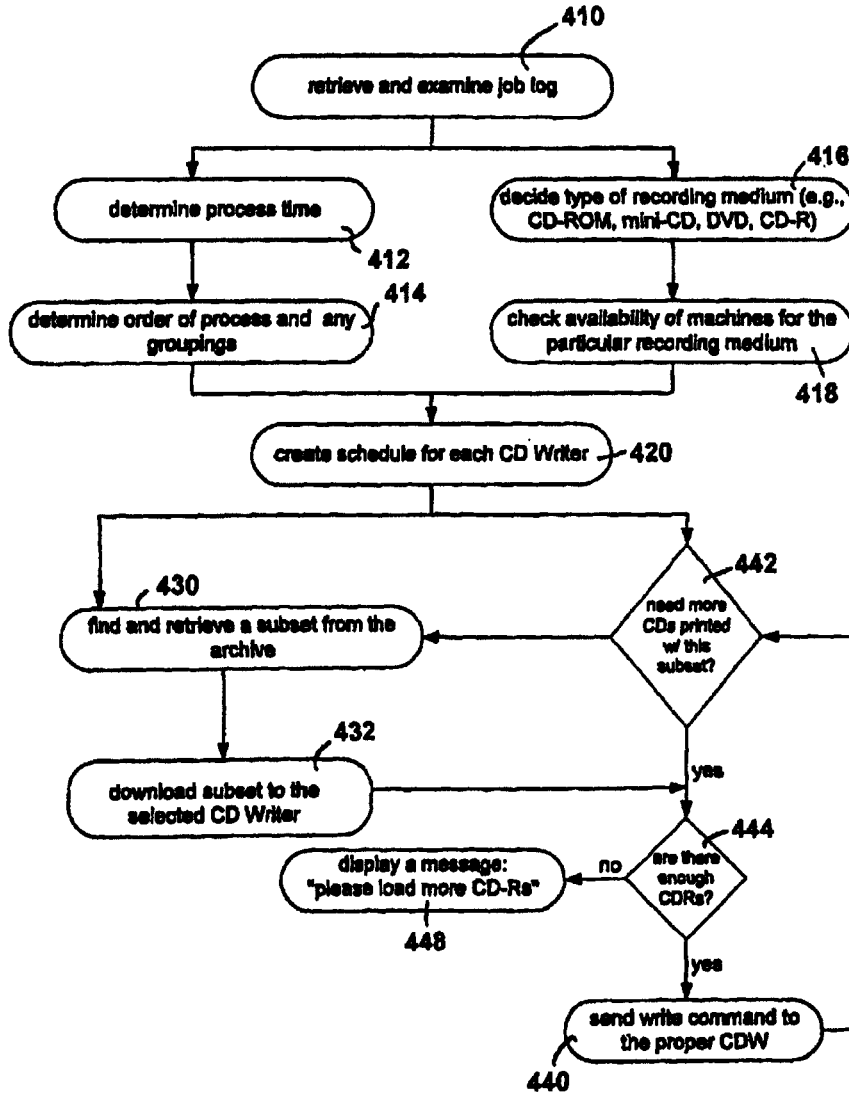 410
retrieve and examine job log
determine process time
412
416
decide type of recording medium (e.g.,
CD-ROM, mini-CD, DVD, CD-R)
414
determine order of process and any
groupings
check availability of machines for the
particular recording medium
418
create schedule for each CD Writer
420
442
need more
CDs printed
w/ this
subset?
430
find and retrieve a subset from the
archive
432
download subset to the
selected CD Writer
yes
444
are there
enough
CDRs?
no
display a message:
"please load more CD-Rs"
448
yes
send write command to
the proper CDW
440